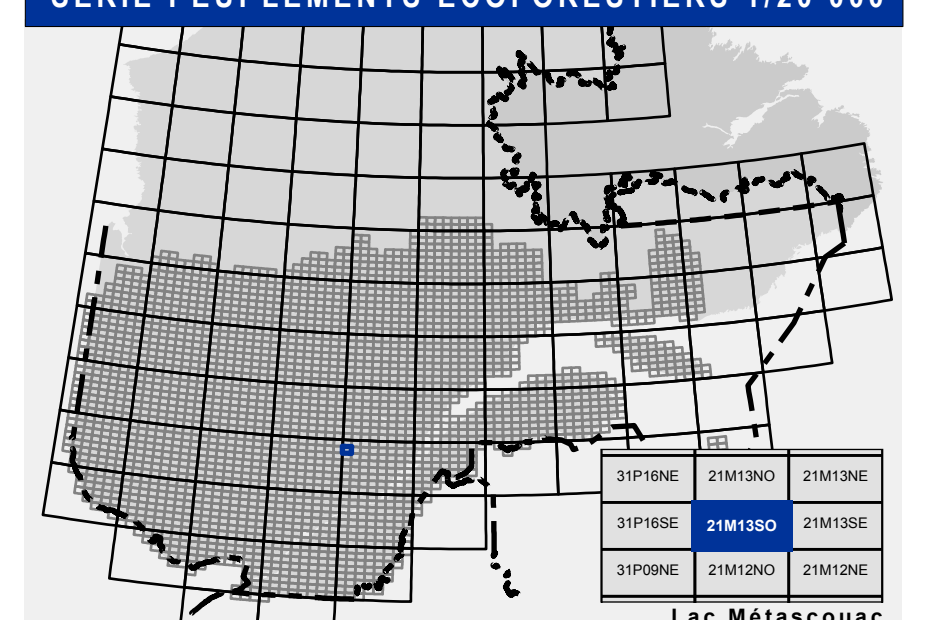 SÉRIE PEUPLEMENTS ÉCOFORESTIERS 1/20 000
31P16NE 21M13NO 21M13NE
31P16SE 21M13SO 21M13SE
31P09NE 21M12NO 21M12NE
Lac Métascouac